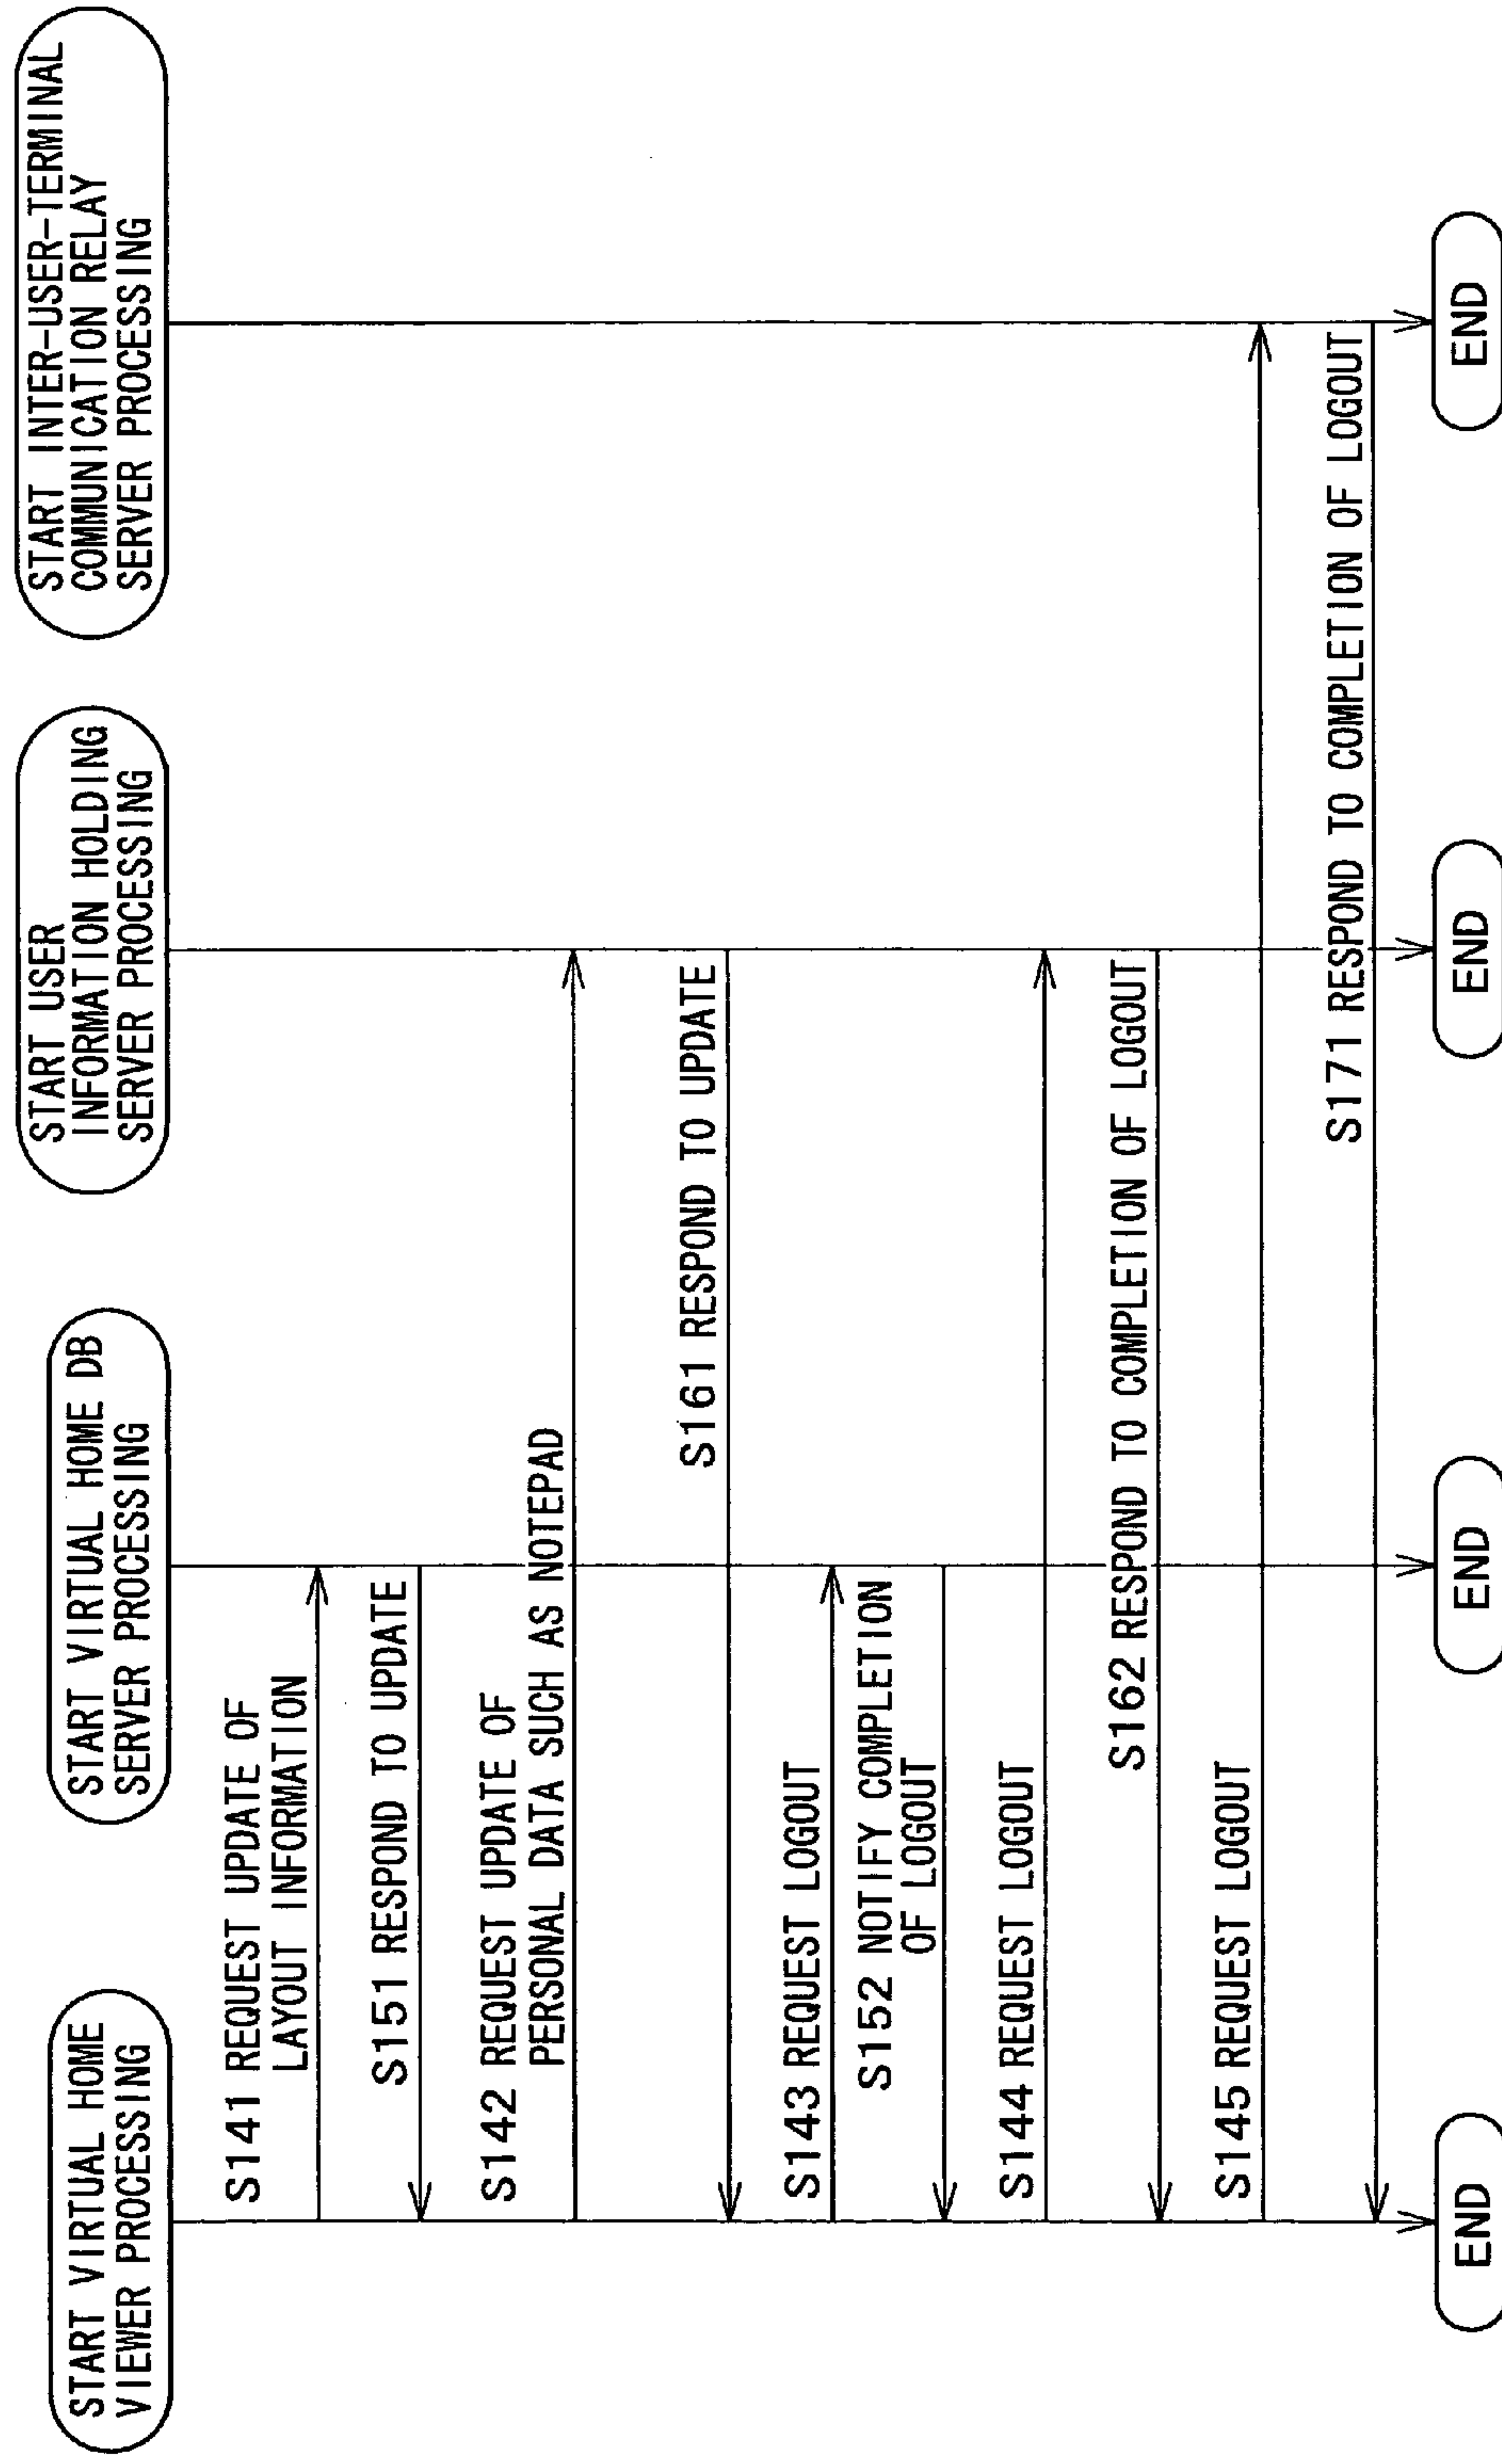 START VIRTUAL HOME
VIEWER PROCESSING
START VIRTUAL HOME DB
SERVER PROCESSING
START USER
INFORMATION HOLDING
SERVER PROCESSING
START INTER-USER-TERMINAL
COMMUNICATION RELAY
SERVER PROCESSING
S141 REQUEST UPDATE OF
LAYOUT INFORMATION
S151 RESPOND TO UPDATE
S142 REQUEST UPDATE OF
PERSONAL DATA SUCH AS NOTEPAD
S161 RESPOND TO UPDATE
S143 REQUEST LOGOUT
S152 NOTIFY COMPLETION
OF LOGOUT
S144 REQUEST LOGOUT
S162 RESPOND TO COMPLETION OF LOGOUT
S145 REQUEST LOGOUT
S171 RESPOND TO COMPLETION OF LOGOUT
END
END
END
END